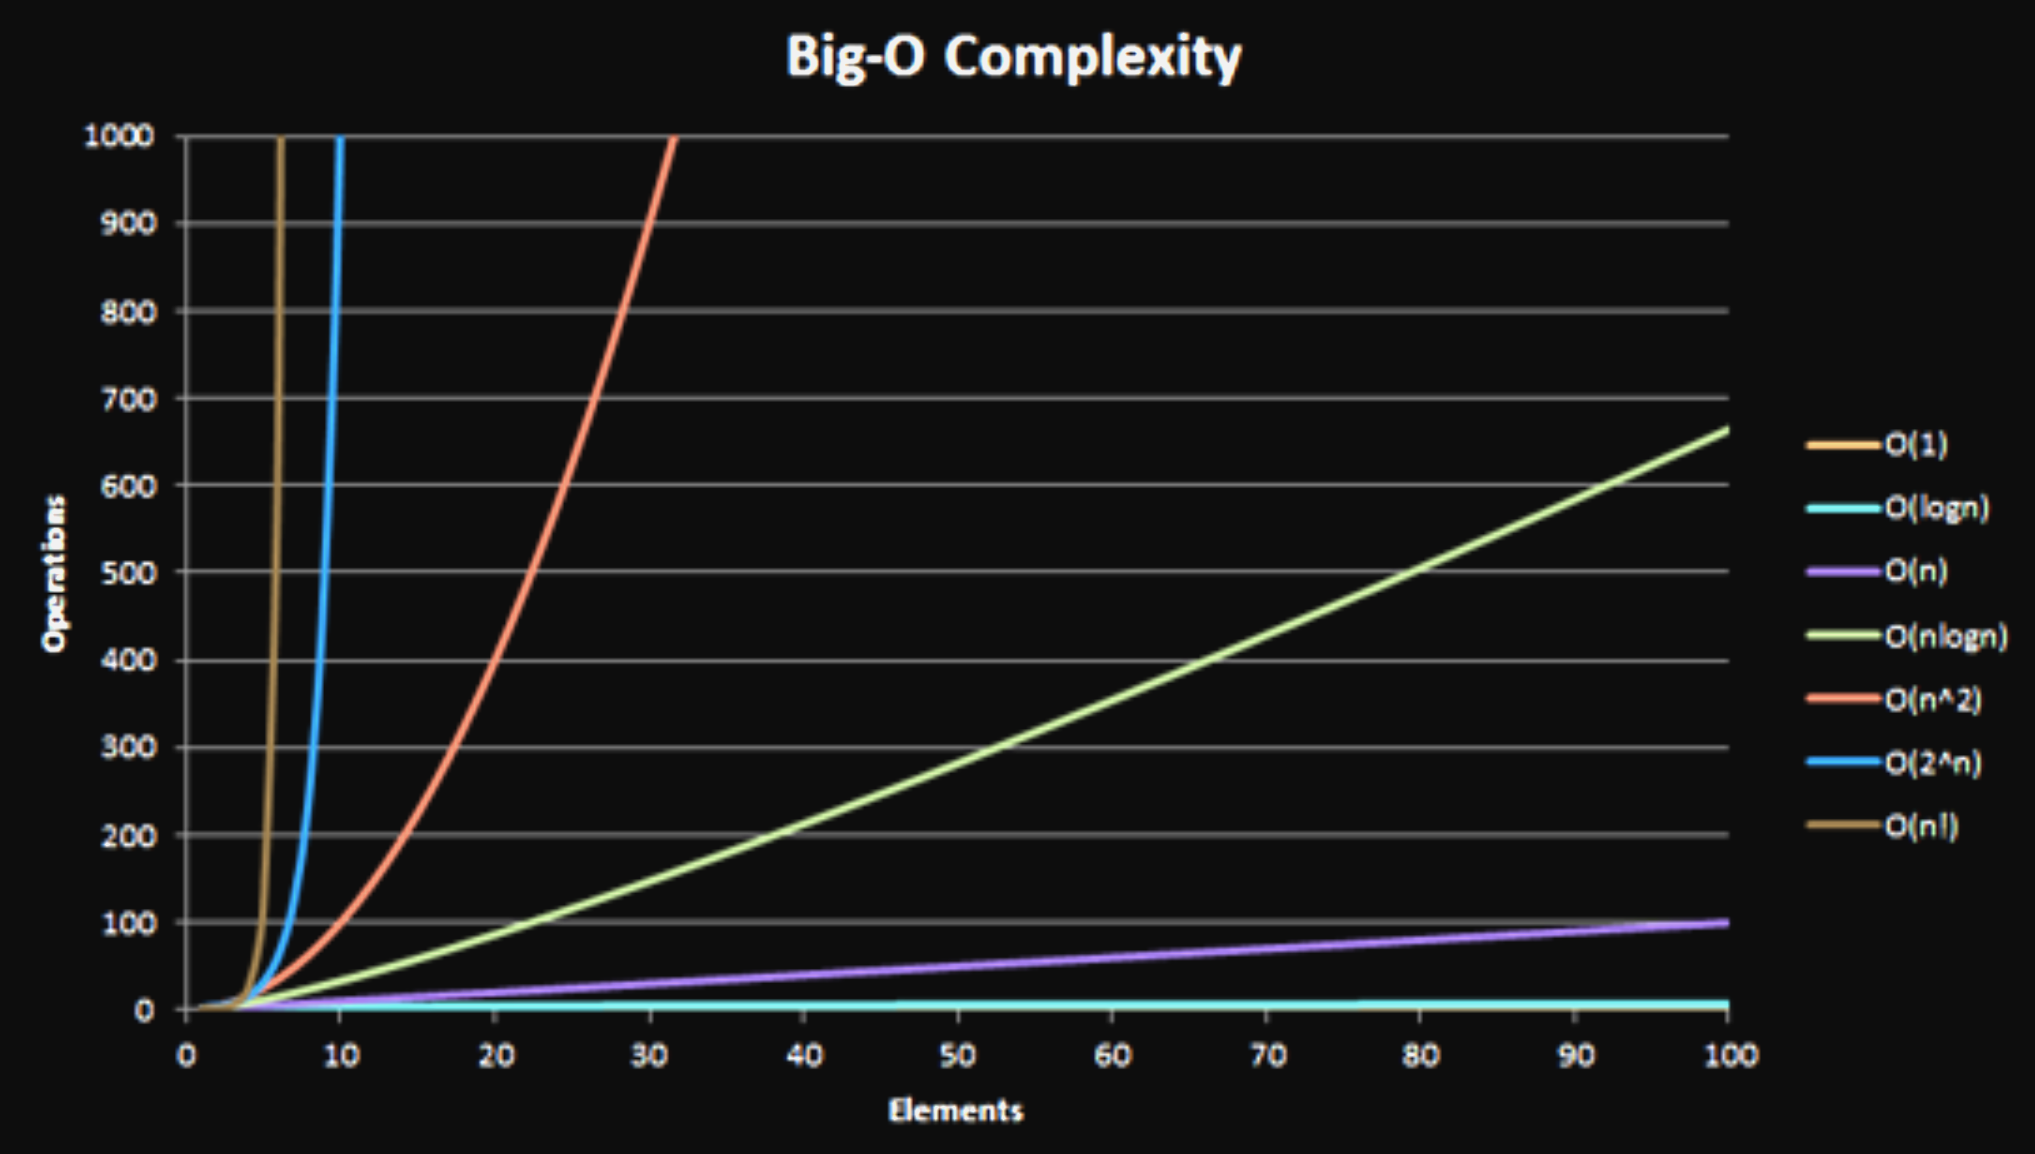 Big-O Complexity
1000
900
800
700
600
500
400
300
200
100
0
Operations
0 10 20 30 40 50 60 70 80 90 100
Elements
O(1)
O(logn)
O(n)
O(nlogn)
O(n^2)
O(2^n)
O(n!)